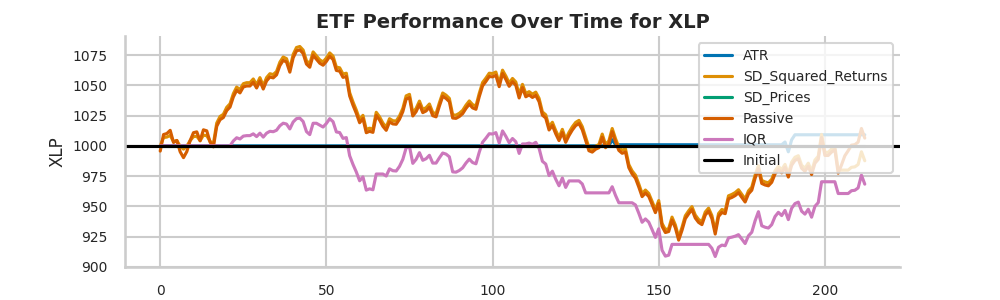 ETF Performance Over Time for XLP
XLP
1075
1050
1025
1000
975
950
925
900
0
50
100
150
200
ATR
SD_Squared_Returns
SD_Prices
Passive
IQR
Initial